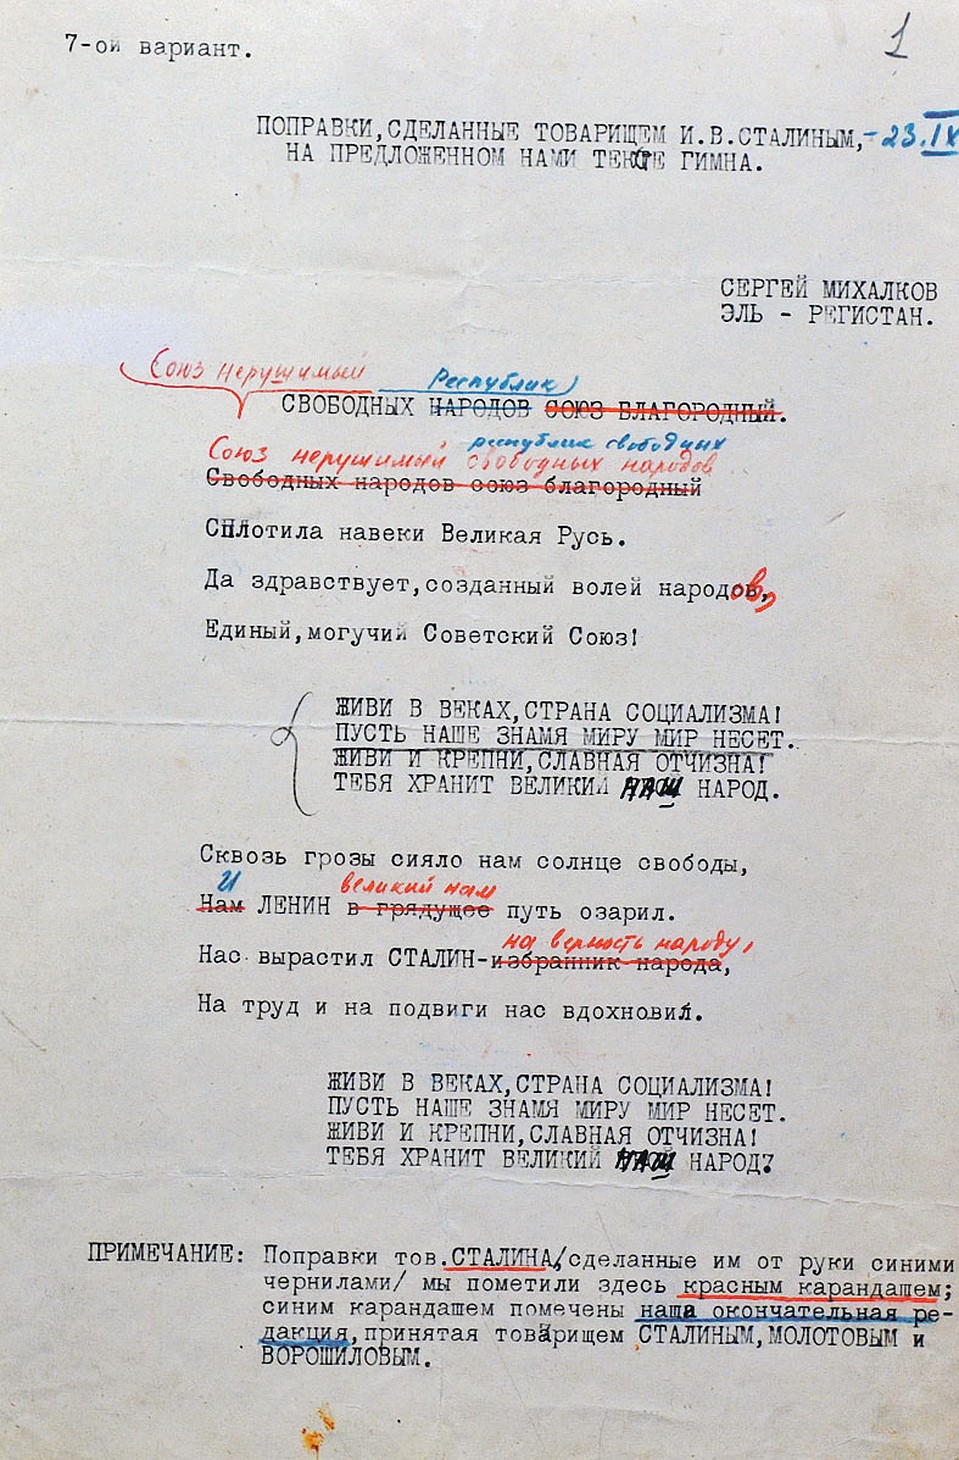 1
7-ой вариант.
ПОПРАВКИ, СДЕЛАННЫЕ ТОВАРИЩЕМ И.В.СТАЛИНЫМ, - 23.IX
НА ПРЕДЛОЖЕННОМ НАМИ ТЕКСТЕ ГИМНА.
СЕРГЕЙ МИХАЛКОВ
ЭЛЬ - РЕГИСТАН.
Союз нерушимый Республик
СВОБОДНЫХ НАРОДОВ СОЮЗ БЛАГОРОДНЫЙ.
республик свободных
Союз нерушимый свободных народов
Свободных народов союз благородный
Сплотила навеки Великая Русь.
Да здравствует, созданный волей народов,
Единый, могучий Советский Союз!
ЖИВИ В ВЕКАХ, СТРАНА СОЦИАЛИЗМА!
ПУСТЬ НАШЕ ЗНАМЯ МИРУ МИР НЕСЕТ.
ЖИВИ И КРЕПНИ, СЛАВНАЯ ОТЧИЗНА!
ТЕБЯ ХРАНИТ ВЕЛИКИЙ НАШ НАРОД.
Сквозь грозы сияло нам солнце свободы,
И великий нам
Нам ЛЕНИН в грядущее путь озарил.
на верность народу,
Нас вырастил СТАЛИН-избранник народа,
На труд и на подвиги нас вдохновил.
ЖИВИ В ВЕКАХ, СТРАНА СОЦИАЛИЗМА!
ПУСТЬ НАШЕ ЗНАМЯ МИРУ МИР НЕСЕТ.
ЖИВИ И КРЕПНИ, СЛАВНАЯ ОТЧИЗНА!
ТЕБЯ ХРАНИТ ВЕЛИКИЙ НАШ НАРОД.
ПРИМЕЧАНИЕ: Поправки тов.СТАЛИНА/сделанные им от руки синими
чернилами/ мы пометили здесь красным карандашем;
синим карандашем помечены наша окончательная ре-
дакция, принятая товарищем СТАЛИНЫМ, МОЛОТОВЫМ и
ВОРОШИЛОВЫМ.